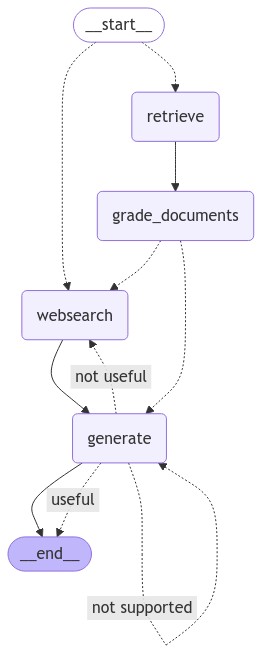 __start__
retrieve
grade_documents
websearch
not useful
generate
useful
__end__
not supported